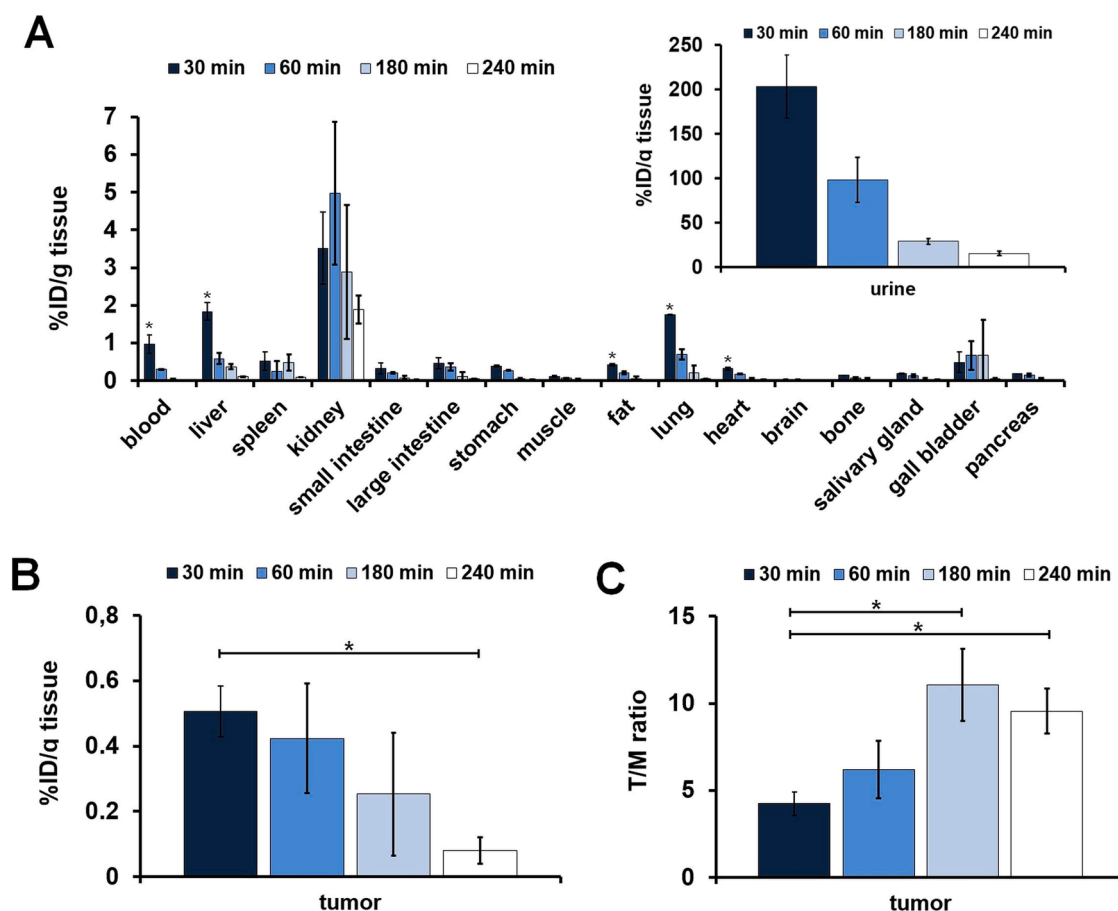 A
30 min 60 min 180 min 240 min
%ID/g tissue
7
6
5
4
3
2
1
0
* * * * *
blood
liver
spleen
kidney
small intestine
large intestine
stomach
muscle
fat
lung
heart
brain
bone
salivary gland
gall bladder
pancreas
30 min 60 min 180 min 240 min
%ID/q tissue
250
200
150
100
50
0
urine
B
30 min 60 min 180 min 240 min
%ID/q tissue
0,8
0.6
0.4
0.2
0
*
tumor
C
30 min 60 min 180 min 240 min
T/M ratio
15
10
5
0
*
*
tumor